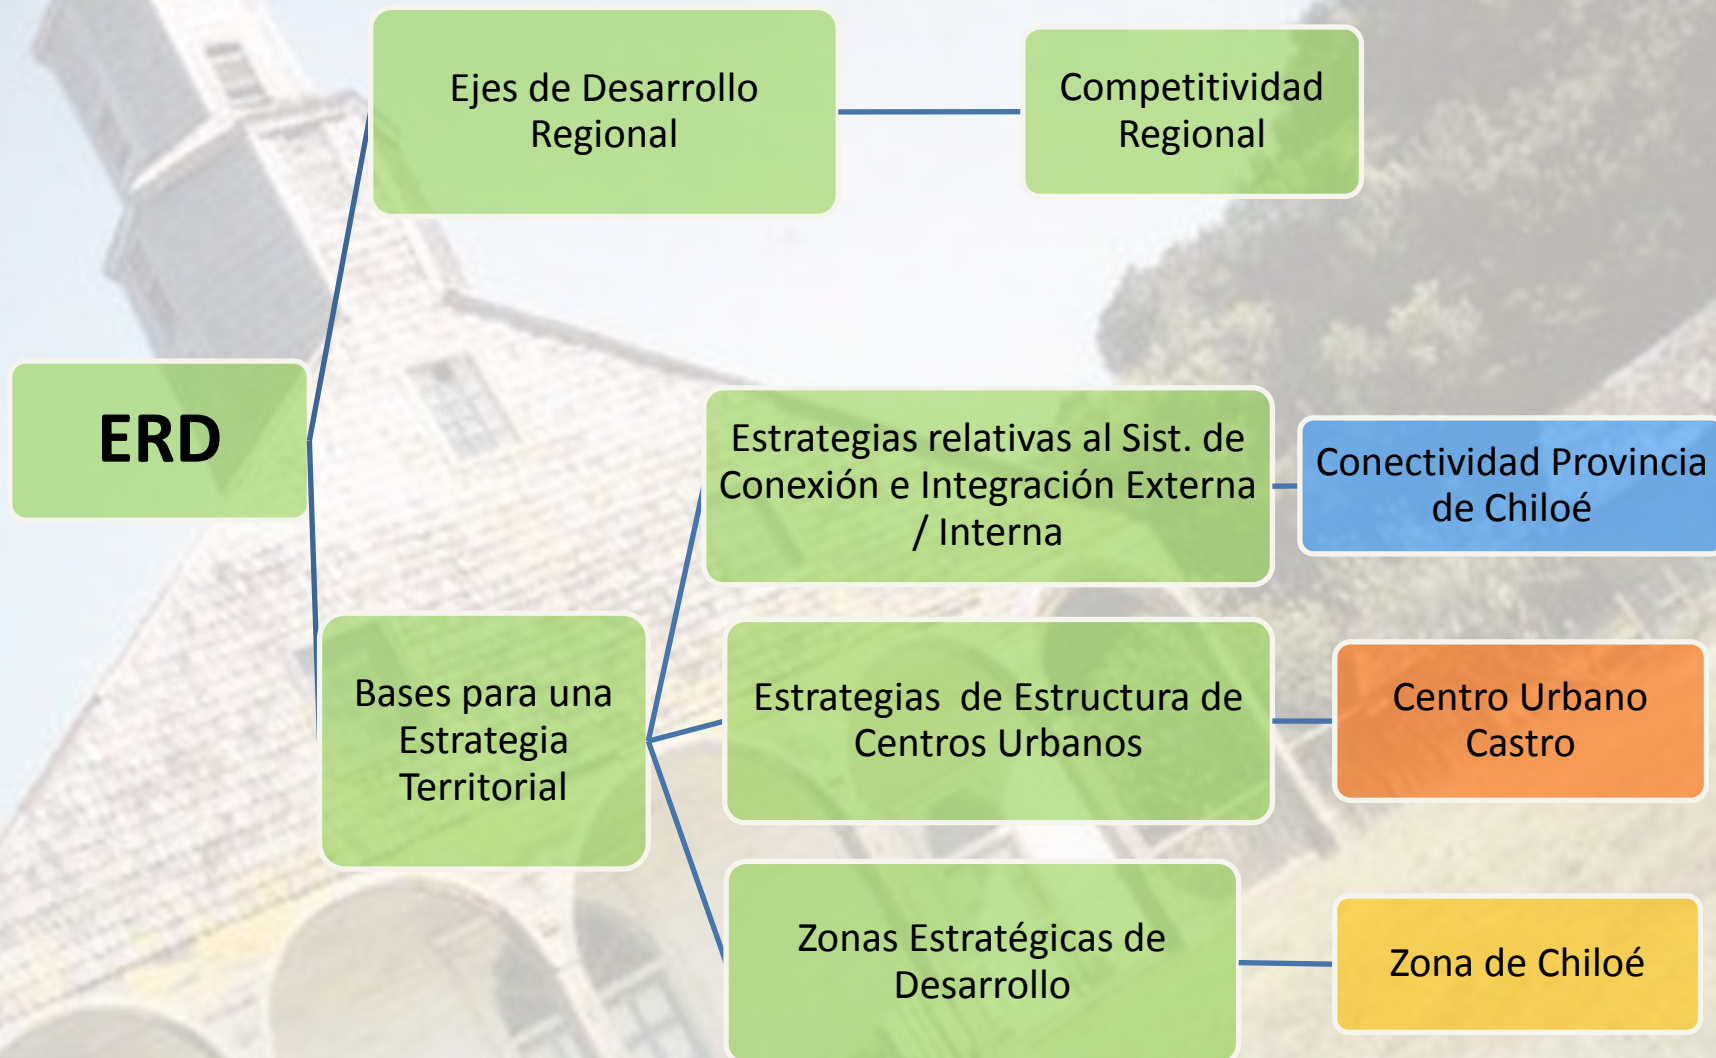 Ejes de Desarrollo
Regional
Competitividad
Regional
ERD
Estrategias relativas al Sist. de
Conexión e Integración Externa
/ Interna
Conectividad Provincia
de Chiloé
Bases para una
Estrategia
Territorial
Estrategias  de Estructura de
Centros Urbanos
Centro Urbano
Castro
Zonas Estratégicas de
Desarrollo
Zona de Chiloé